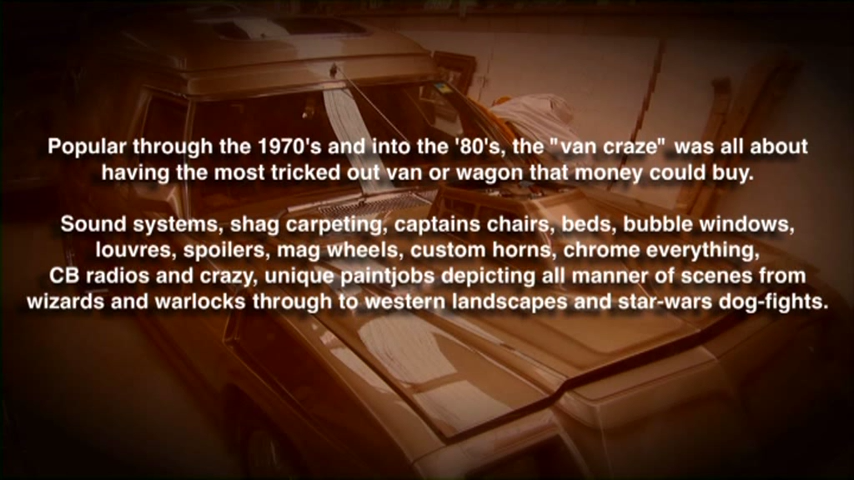 Popular through the 1970's and into the '80's, the "van craze" was all about
having the most tricked out van or wagon that money could buy.
Sound systems, shag carpeting, captains chairs, beds, bubble windows,
louvres, spoilers, mag wheels, custom horns, chrome everything,
CB radios and crazy, unique paintjobs depicting all manner of scenes from
wizards and warlocks through to western landscapes and star-wars dog-fights.